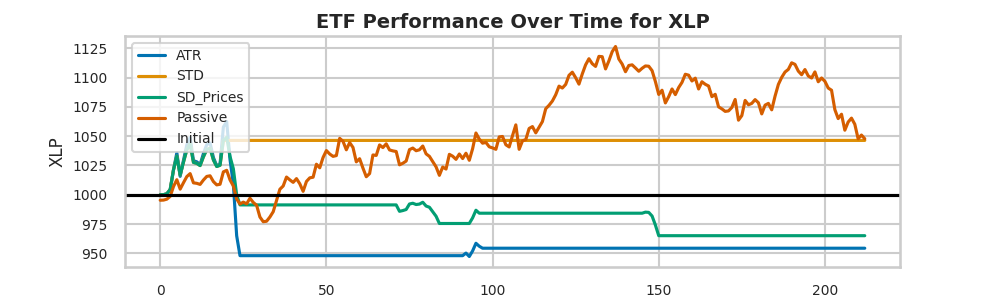 ETF Performance Over Time for XLP
XLP
1125
1100
1075
1050
1025
1000
975
950
ATR
STD
SD_Prices
Passive
Initial
0 50 100 150 200